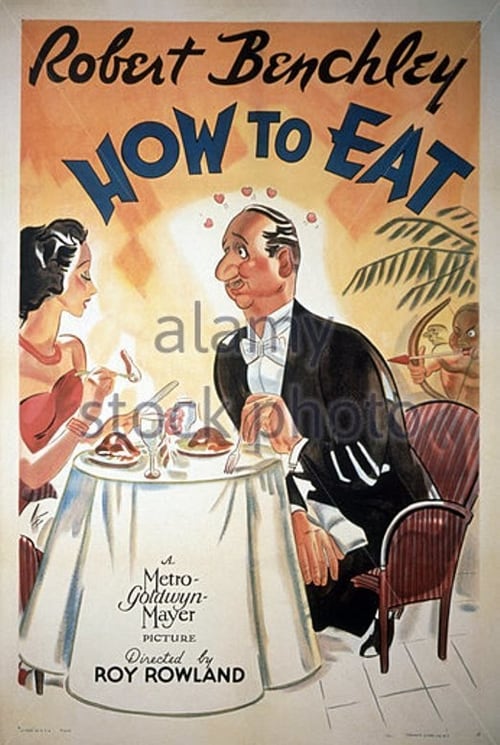 Robert Benchley
HOW TO EAT
alamy
stock photo
A
Metro-
Goldwyn-
Mayer
PICTURE
Directed by
ROY ROWLAND